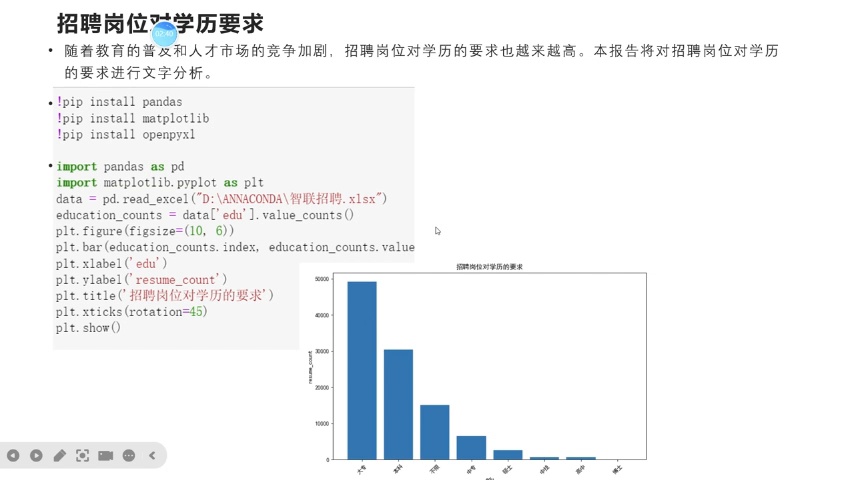 招聘岗位对学历要求
02:40
• 随着教育的普及和人才市场的竞争加剧，招聘岗位对学历的要求也越来越高。本报告将对招聘岗位对学历
的要求进行文字分析。
• !pip install pandas
!pip install matplotlib
!pip install openpyxl
• import pandas as pd
import matplotlib.pyplot as plt
data = pd.read_excel("D:\ANNACONDA\智联招聘.xlsx")
education_counts = data['edu'].value_counts()
plt.figure(figsize=(10, 6))
plt.bar(education_counts.index, education_counts.value
plt.xlabel('edu')
plt.ylabel('resume_count')
plt.title('招聘岗位对学历的要求')
plt.xticks(rotation=45)
plt.show()
招聘岗位对学历的要求
50000
40000
30000
20000
10000
0
resume_count
大专
本科
不限
中专
硕士
中技
高中
博士